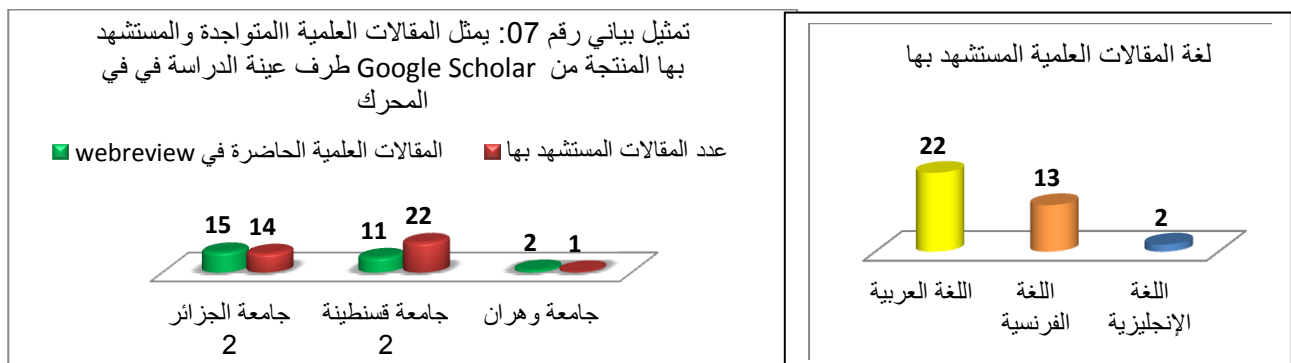 تمثيل بياني رقم 07: يمثل المقالات العلمية االمتواجدة والمستشهد
بها المنتجة من Google Scholar طرف عينة الدراسة في في
المحرك
المقالات العلمية الحاضرة في webreview
عدد المقالات المستشهد بها
15
14
11
22
2
1
جامعة الجزائر
2
جامعة قسنطينة
2
جامعة وهران
لغة المقالات العلمية المستشهد بها
22
13
2
اللغة العربية
اللغة
الفرنسية
اللغة
الإنجليزية